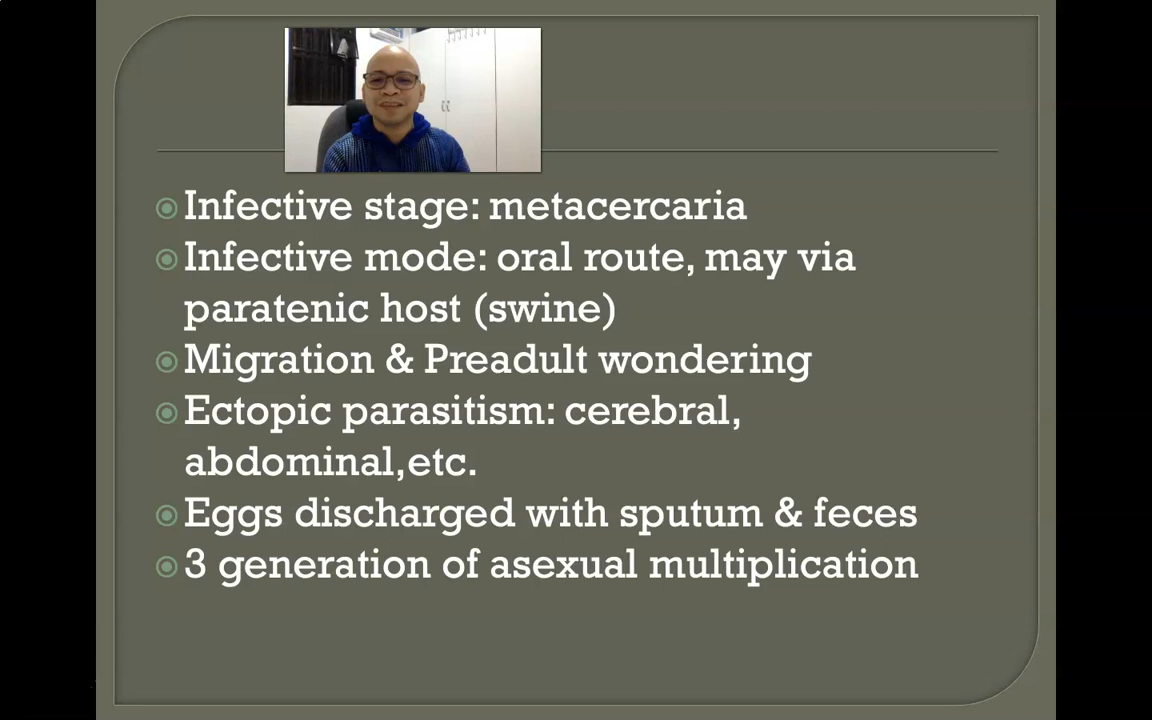 Infective stage: metacercaria
Infective mode: oral route, may via
paratenic host (swine)
Migration & Preadult wondering
Ectopic parasitism: cerebral,
abdominal,etc.
Eggs discharged with sputum & feces
3 generation of asexual multiplication